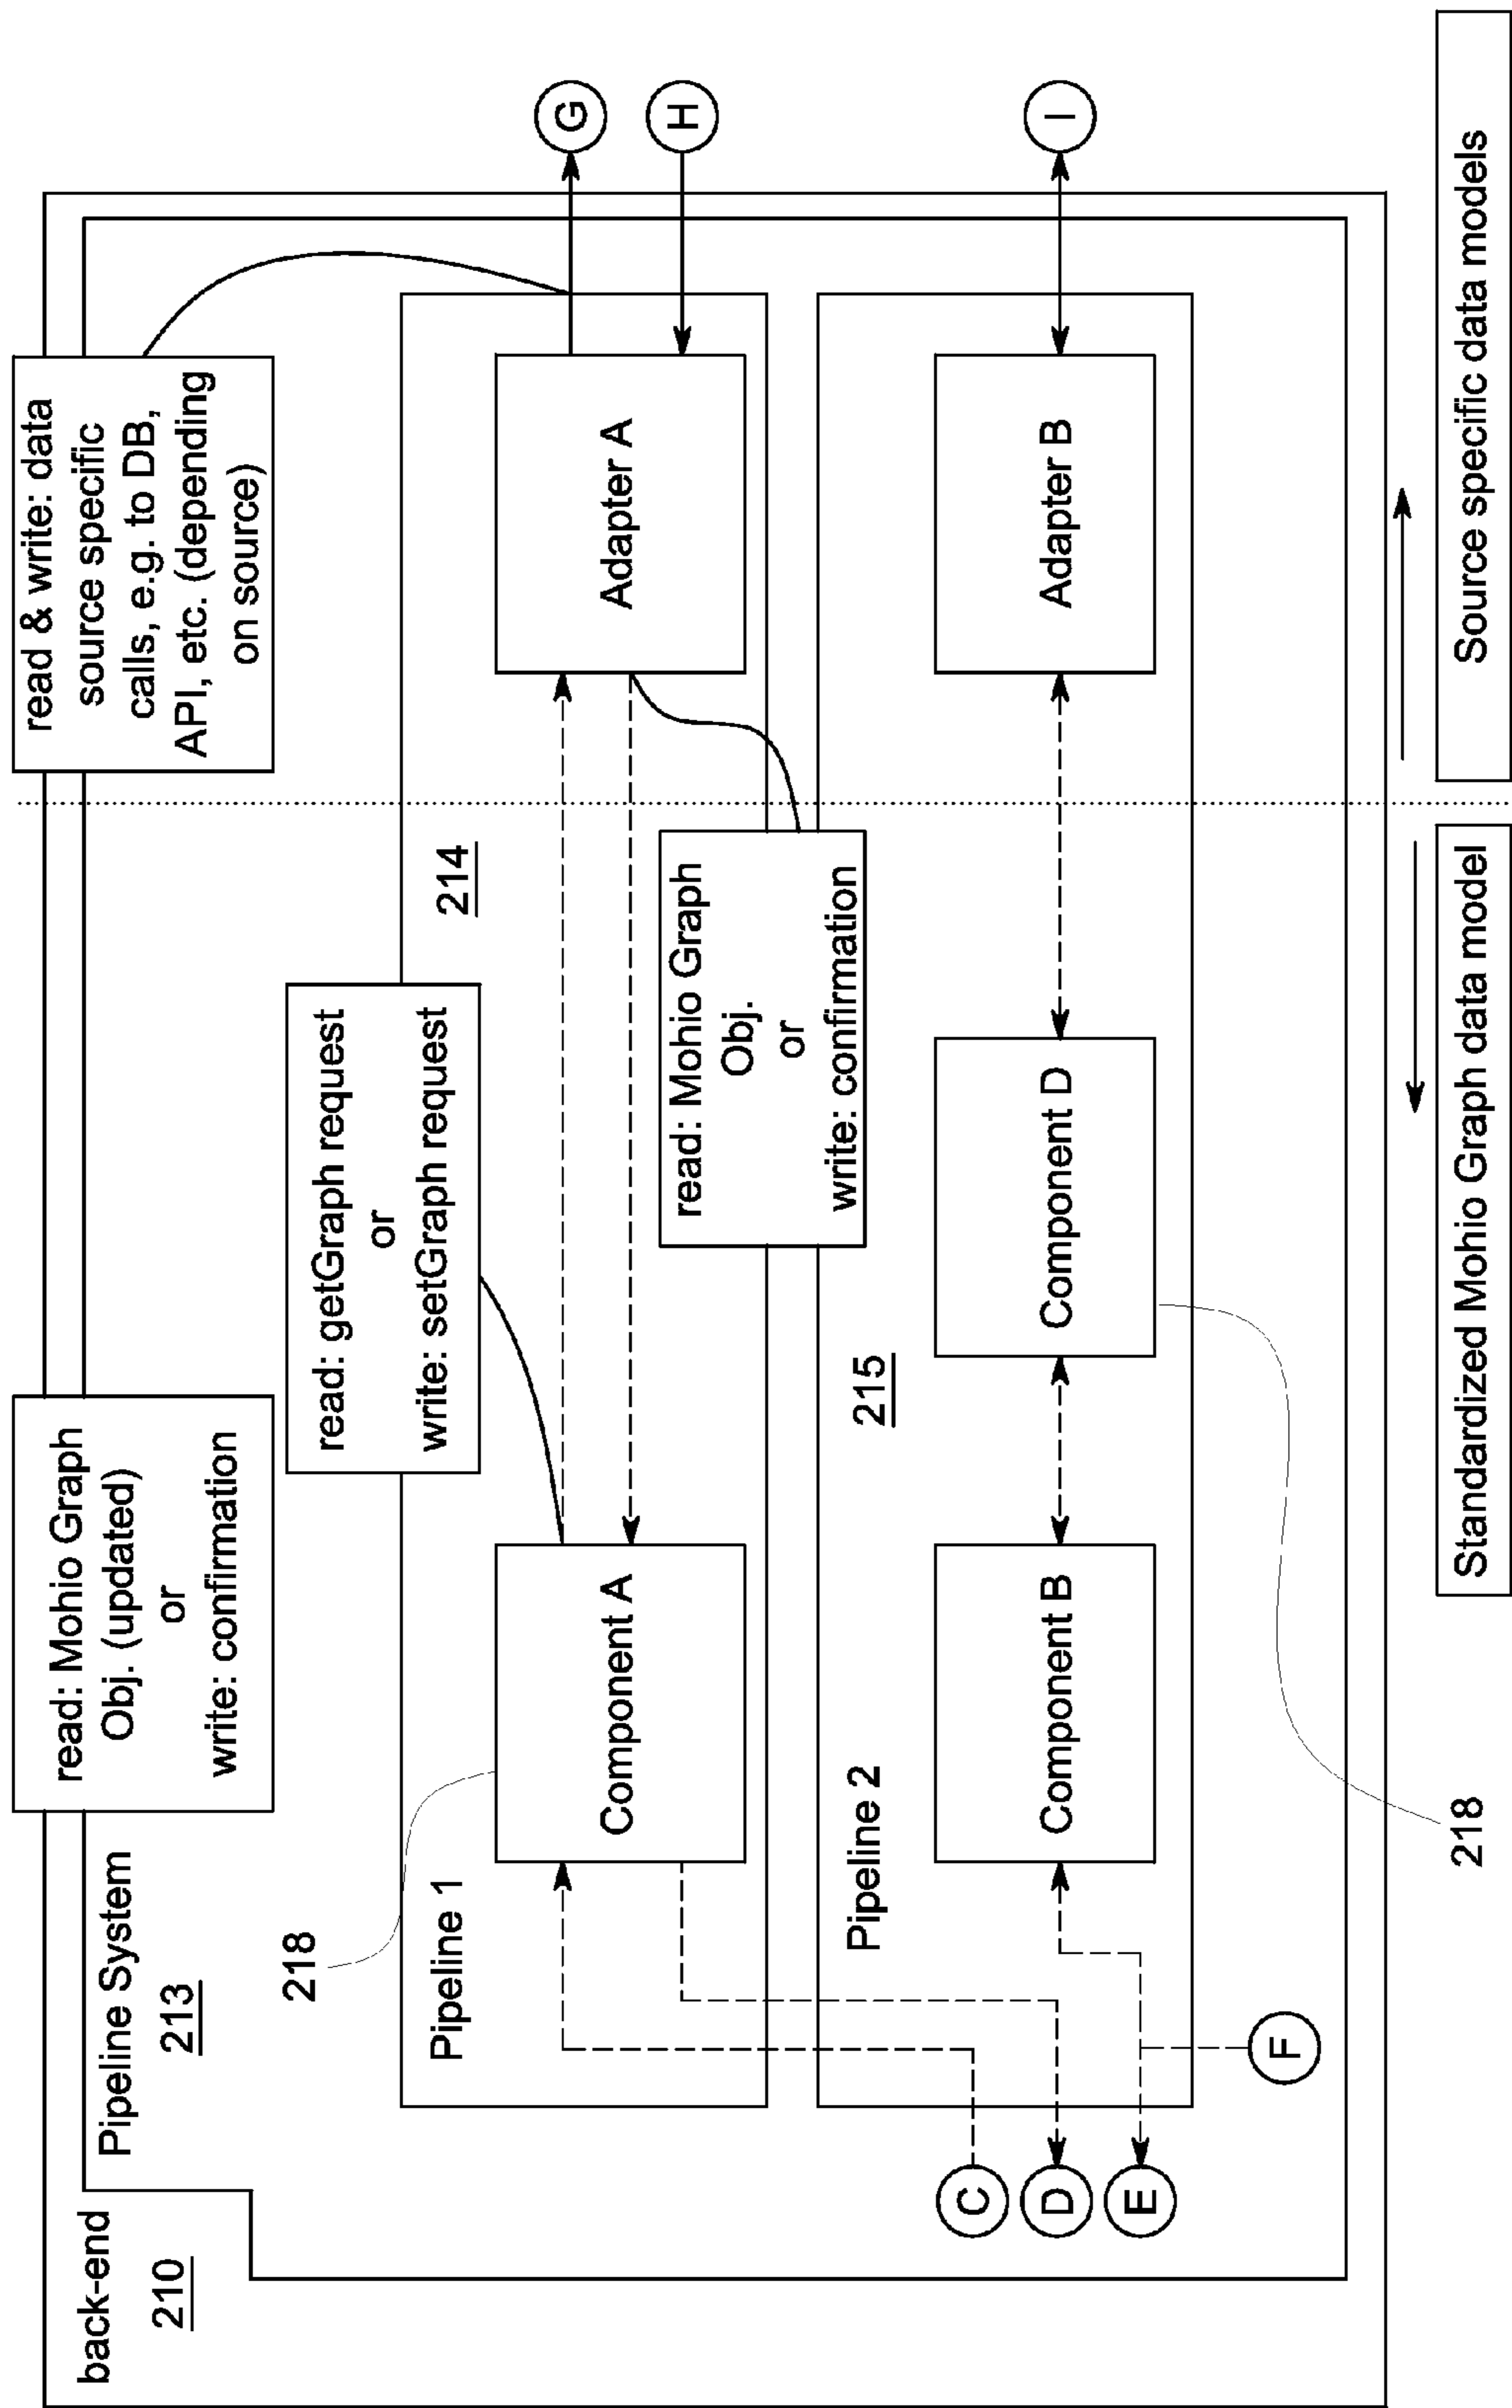 back-end
210
Pipeline System
213
read: Mohio Graph
Obj. (updated)
or
write: confirmation
read & write: data
source specific
calls, e.g. to DB,
API, etc. (depending
on source)
218
read: getGraph request
or
write: setGraph request
Pipeline 1
214
Component A
Adapter A
G
H
read: Mohio Graph
Obj.
or
write: confirmation
Pipeline 2
215
Component B
Component D
Adapter B
I
C
D
E
F
218
Standardized Mohio Graph data model
Source specific data models